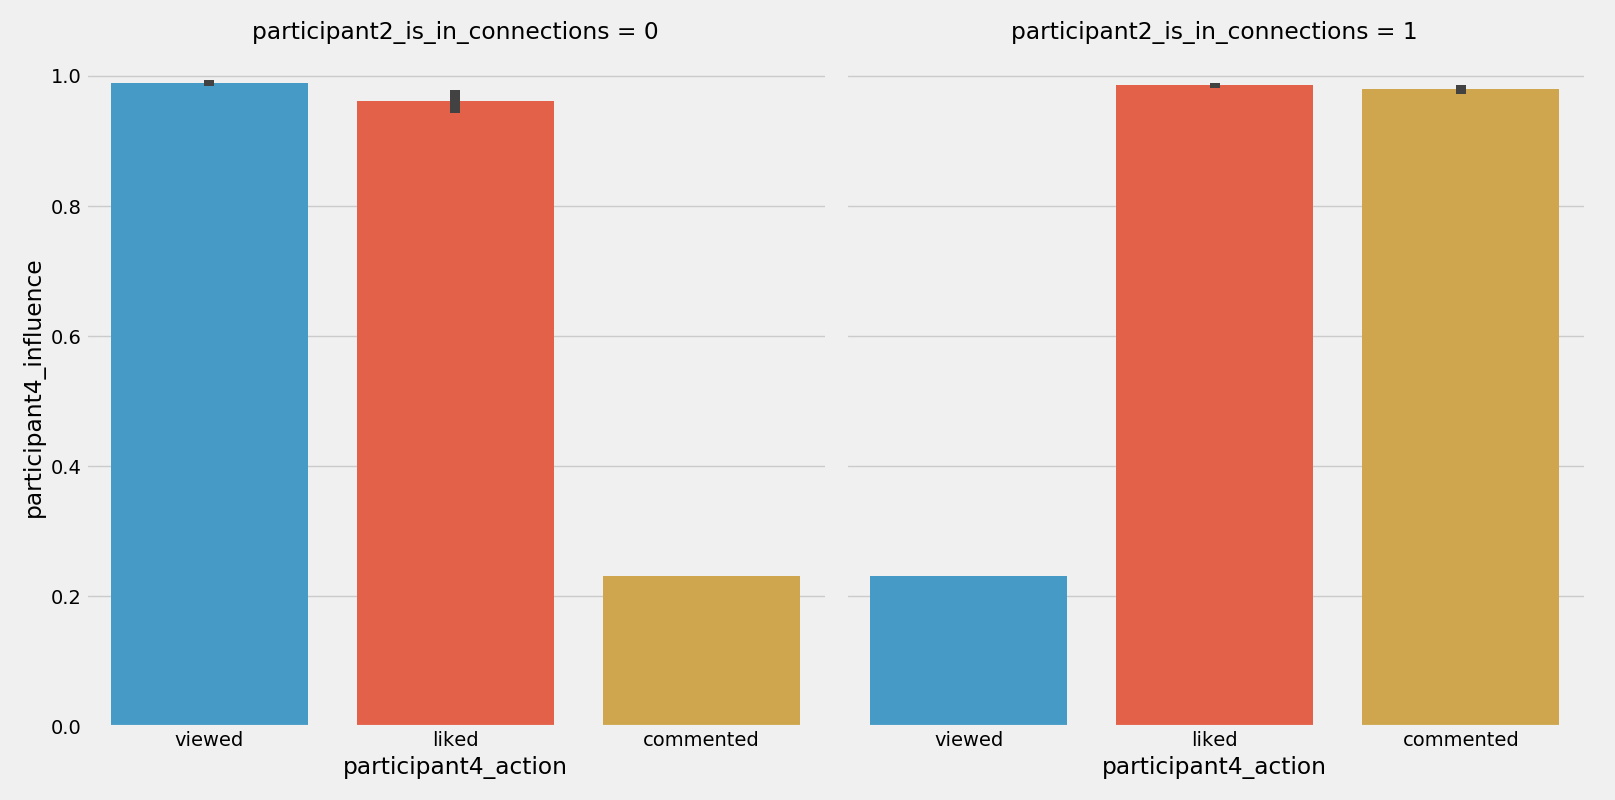 participant2_is_in_connections = 0
participant2_is_in_connections = 1
participant4_influence
1.0
0.8
0.6
0.4
0.2
0.0
viewed liked commented
viewed liked commented
participant4_action
participant4_action